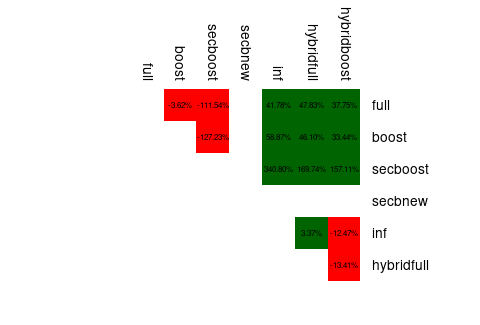 full boost secboost secbnew inf hybridfull hybridboost
-3.62% -111.54% 41.78% 47.83% 37.75% full
-127.23% 58.67% 46.10% 33.44% boost
340.80% 169.74% 157.11% secboost
secbnew
3.37% -12.47% inf
-13.41% hybridfull